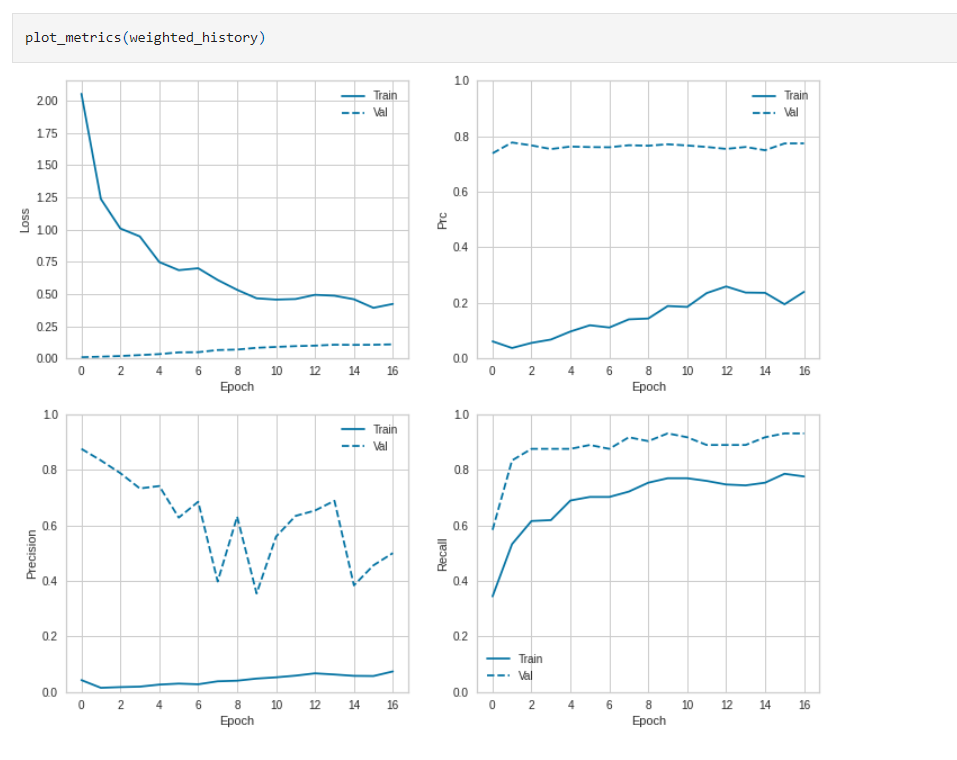 plot_metrics(weighted_history)
2.00
1.75
1.50
1.25
1.00
0.75
0.50
0.25
0.00
Loss
0 2 4 6 8 10 12 14 16
Epoch
Train
Val
1.0
0.8
0.6
0.4
0.2
0.0
Prc
0 2 4 6 8 10 12 14 16
Epoch
Train
Val
1.0
0.8
0.6
0.4
0.2
0.0
Precision
0 2 4 6 8 10 12 14 16
Epoch
Train
Val
1.0
0.8
0.6
0.4
0.2
0.0
Recall
0 2 4 6 8 10 12 14 16
Epoch
Train
Val